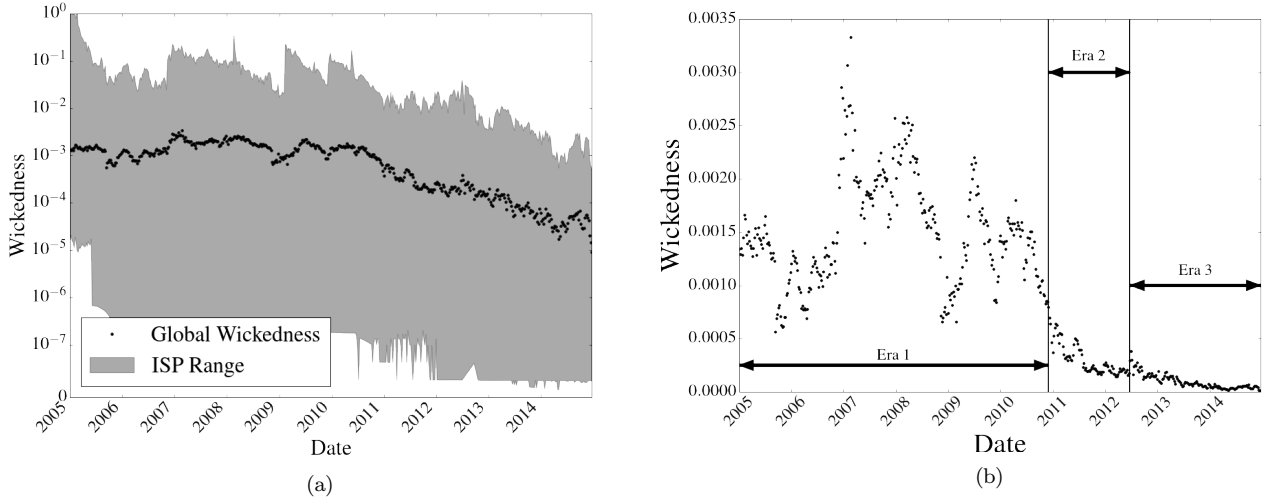 10^0
10^-1
10^-2
10^-3
10^-4
10^-5
10^-6
10^-7
0
Wickedness
Global Wickedness
ISP Range
2005 2006 2007 2008 2009 2010 2011 2012 2013 2014
Date
(a)
0.0035
0.0030
0.0025
0.0020
0.0015
0.0010
0.0005
0.0000
Wickedness
Era 2
Era 3
Era 1
2005 2006 2007 2008 2009 2010 2011 2012 2013 2014
Date
(b)